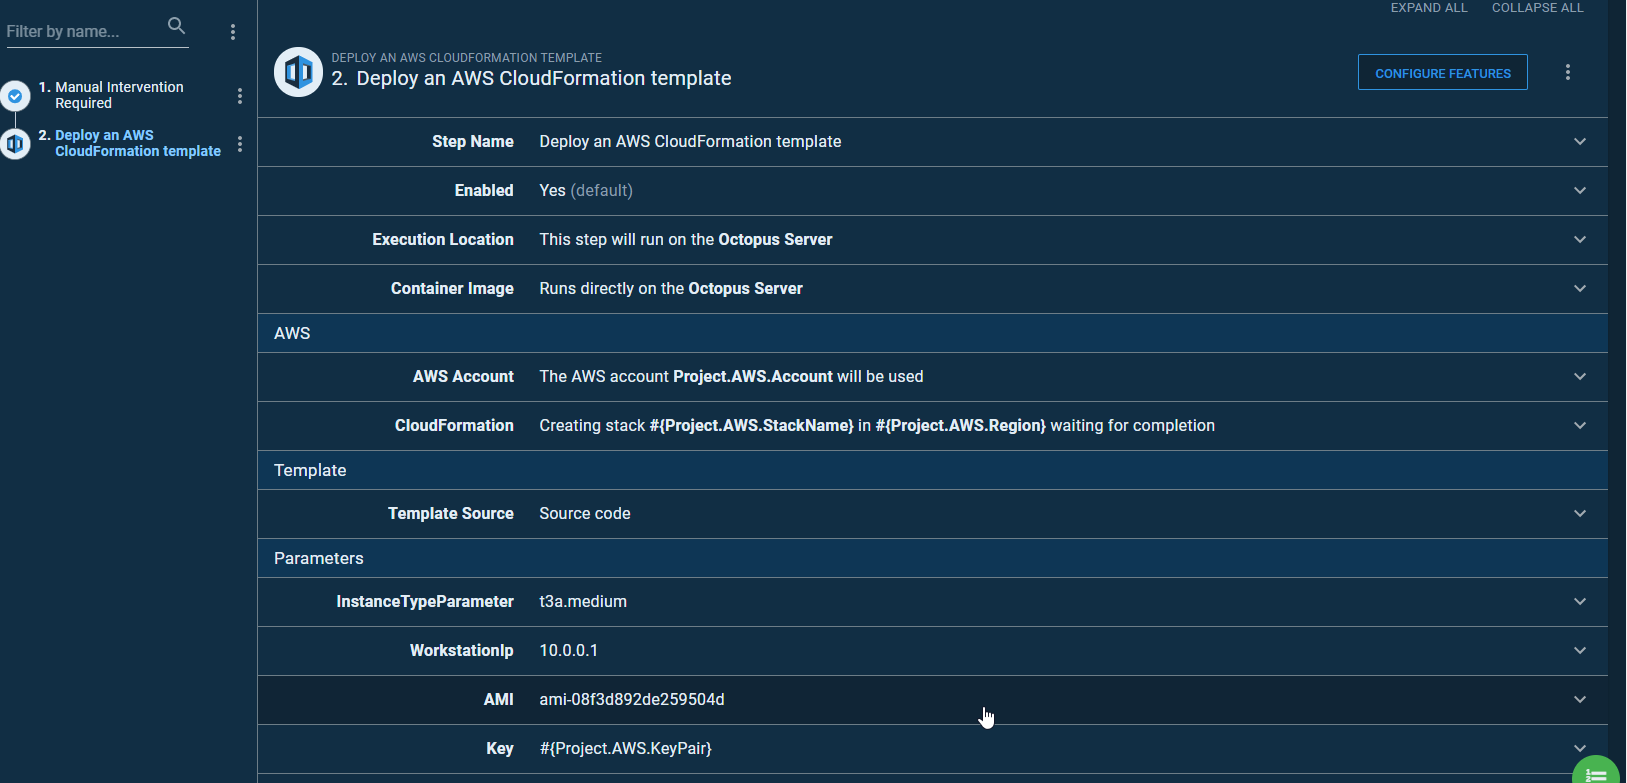 Filter by name...
1. Manual Intervention
Required
2. Deploy an AWS
CloudFormation template
EXPAND ALL COLLAPSE ALL
DEPLOY AN AWS CLOUDFORMATION TEMPLATE
2. Deploy an AWS CloudFormation template
CONFIGURE FEATURES
Step Name Deploy an AWS CloudFormation template
Enabled Yes (default)
Execution Location This step will run on the Octopus Server
Container Image Runs directly on the Octopus Server
AWS
AWS Account The AWS account Project.AWS.Account will be used
CloudFormation Creating stack #{Project.AWS.StackName} in #{Project.AWS.Region} waiting for completion
Template
Template Source Source code
Parameters
InstanceTypeParameter t3a.medium
WorkstationIp 10.0.0.1
AMI ami-08f3d892de259504d
Key #{Project.AWS.KeyPair}